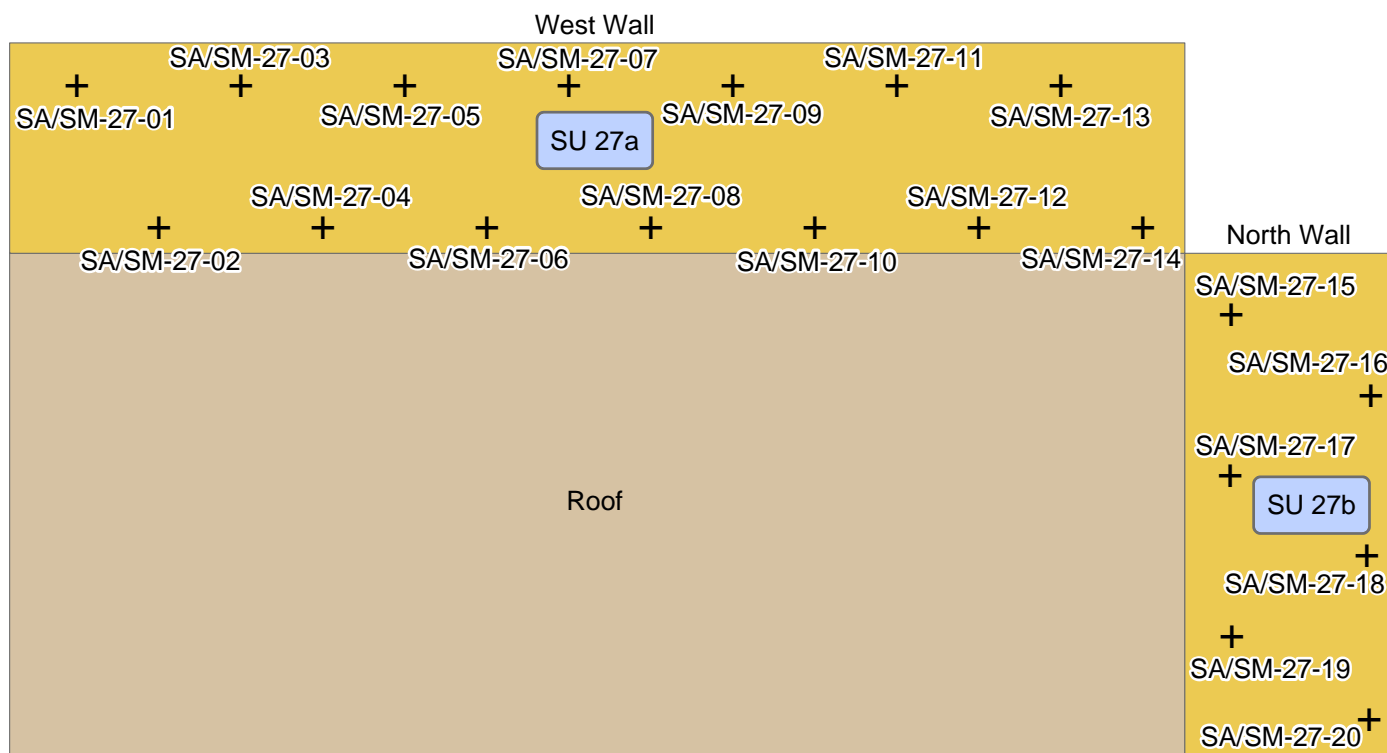 West Wall
SA/SM-27-03
SA/SM-27-07
SA/SM-27-11
SA/SM-27-01
SA/SM-27-05
SA/SM-27-09
SA/SM-27-13
SU 27a
SA/SM-27-04
SA/SM-27-08
SA/SM-27-12
SA/SM-27-02
SA/SM-27-06
SA/SM-27-10
SA/SM-27-14
North Wall
SA/SM-27-15
SA/SM-27-16
SA/SM-27-17
Roof
SU 27b
SA/SM-27-18
SA/SM-27-19
SA/SM-27-20